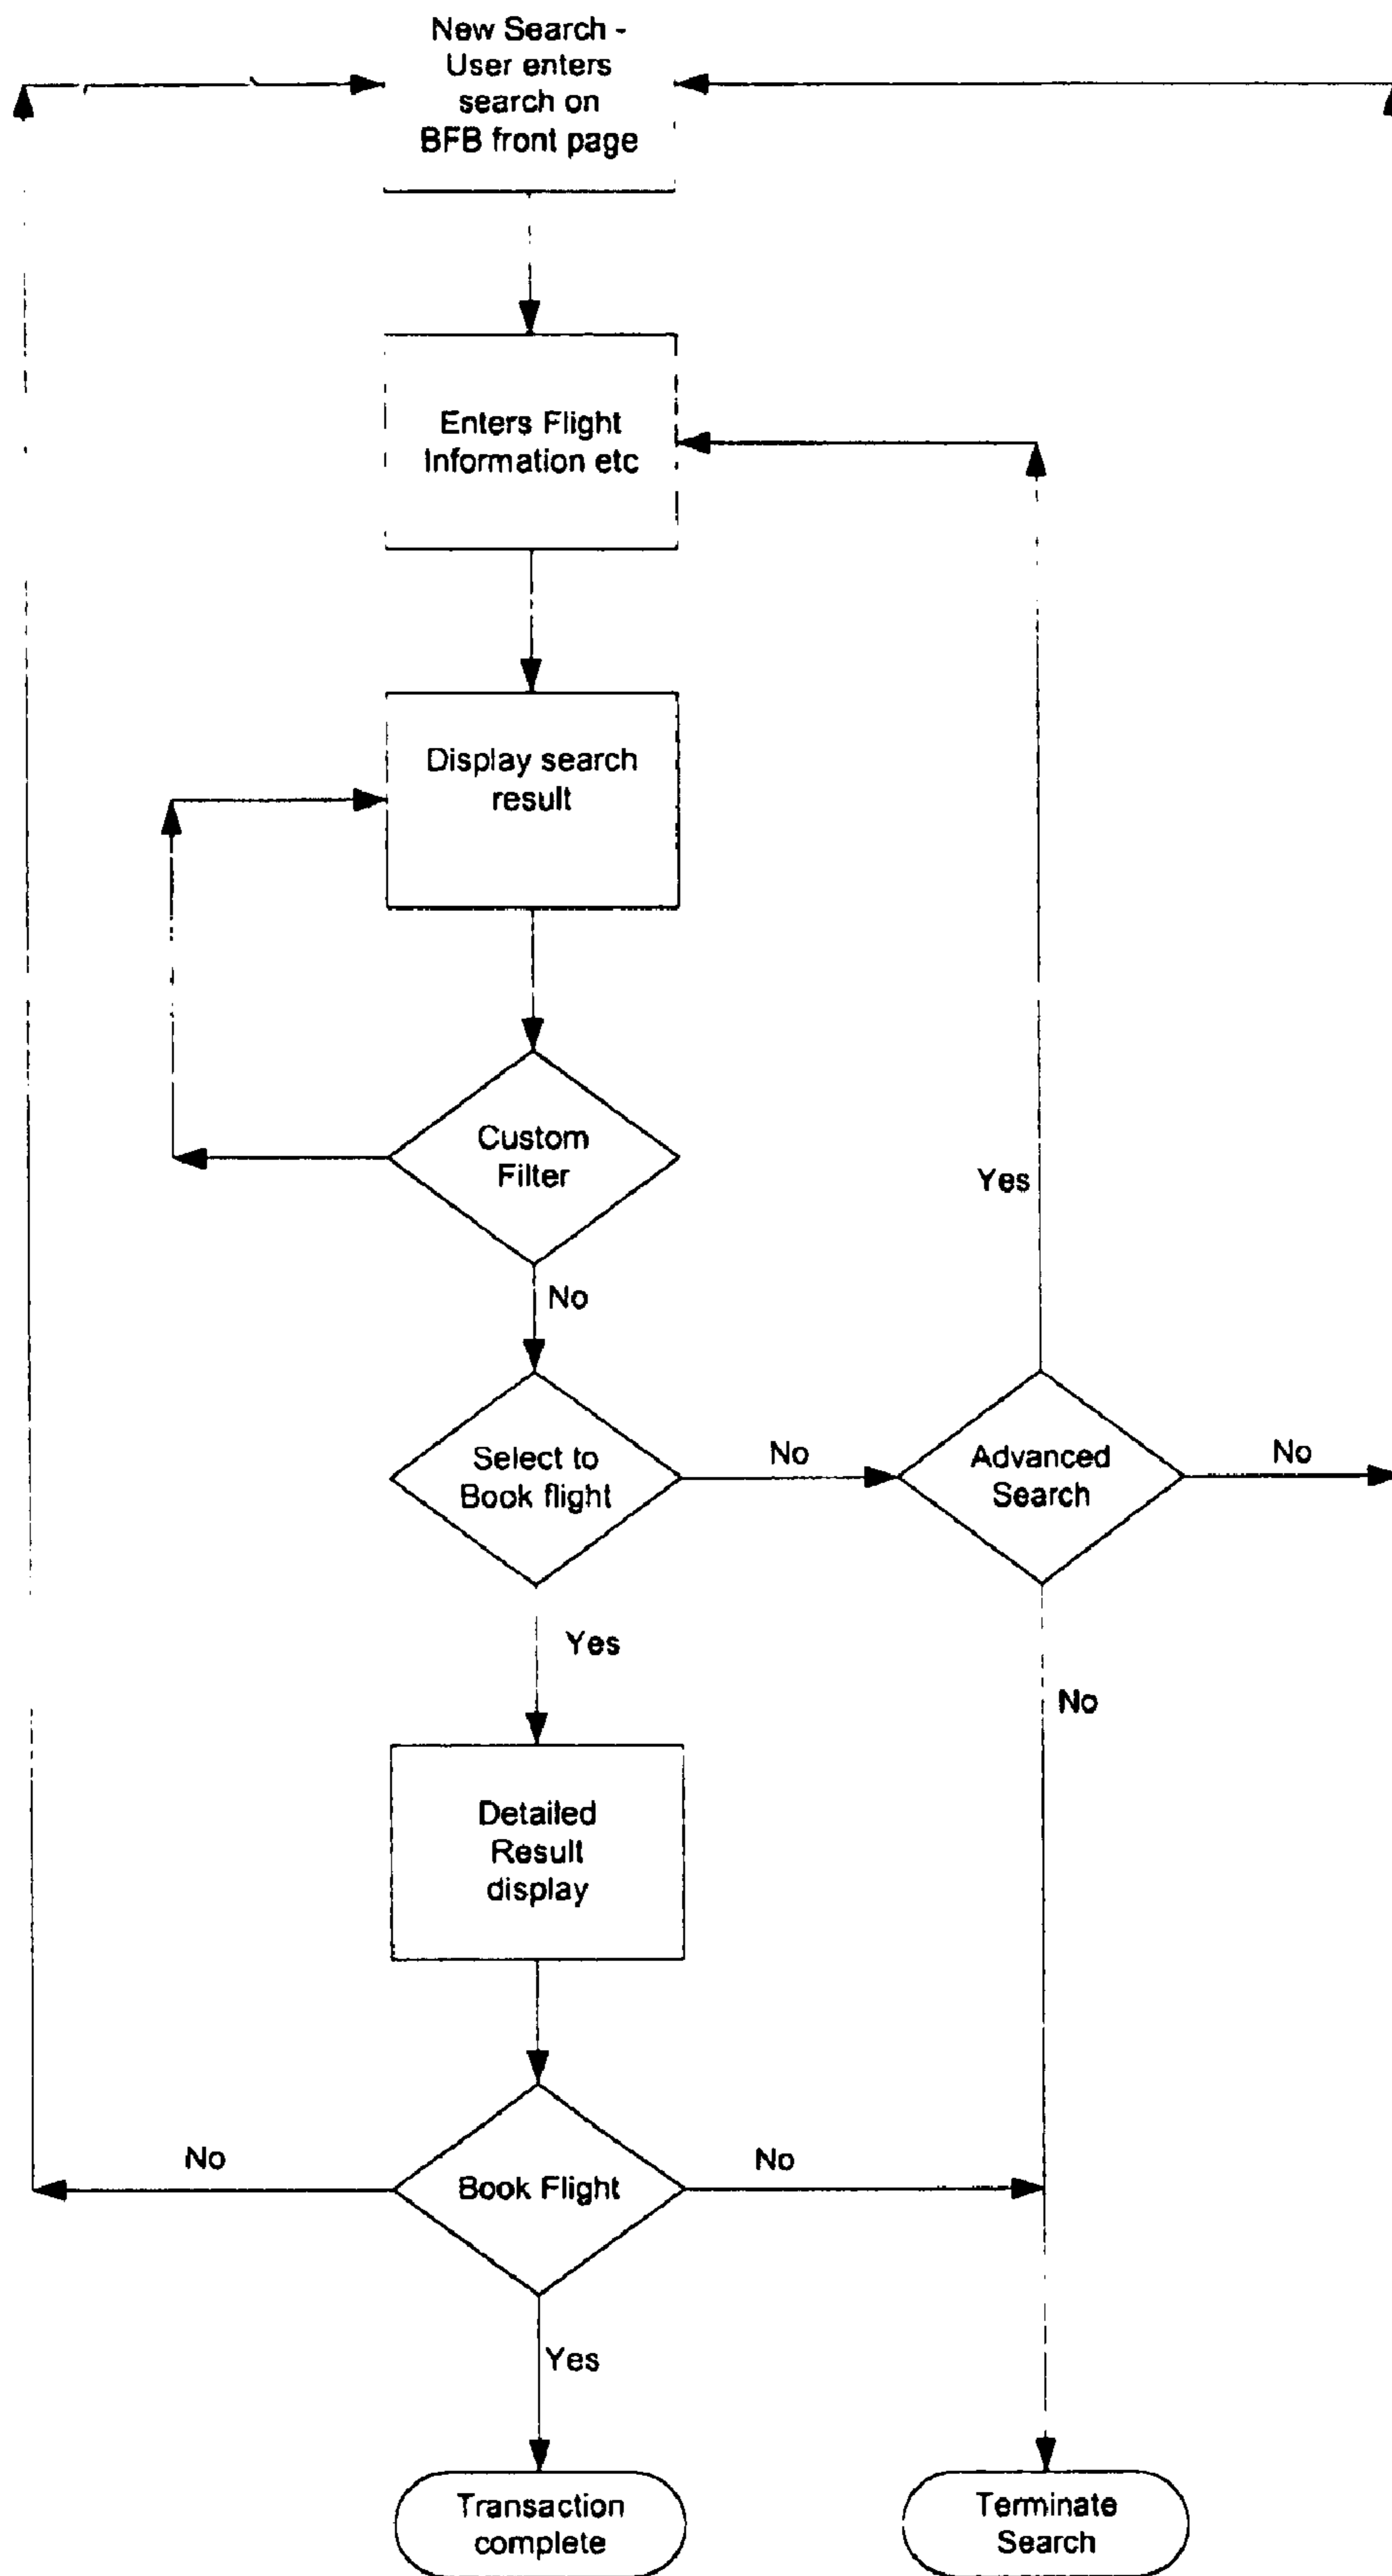 New Search -
User enters
search on
BFB front page
Enters Flight
Information etc
Display search
result
Custom
Filter
Yes
No
Select to
Book flight
No
Advanced
Search
No
Yes
No
Detailed
Result
display
No
Book Flight
No
Yes
Transaction
complete
Terminate
Search